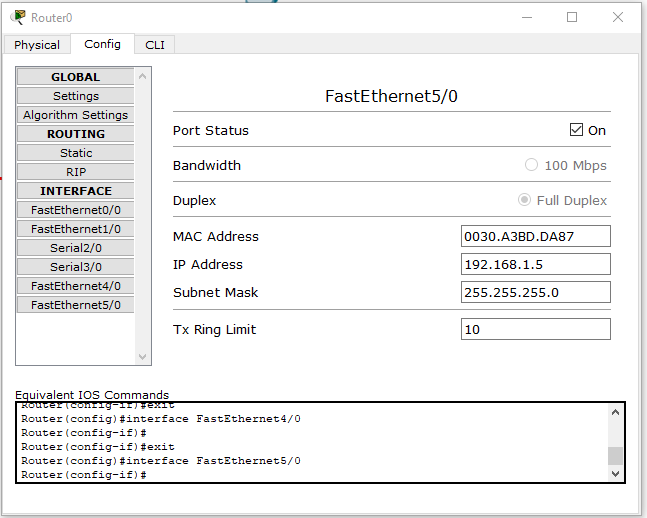 Router0
Physical Config CLI
GLOBAL
Settings
Algorithm Settings
ROUTING
Static
RIP
INTERFACE
FastEthernet0/0
FastEthernet1/0
Serial2/0
Serial3/0
FastEthernet4/0
FastEthernet5/0
FastEthernet5/0
Port Status On
Bandwidth 100 Mbps
Duplex Full Duplex
MAC Address 0030.A3BD.DA87
IP Address 192.168.1.5
Subnet Mask 255.255.255.0
Tx Ring Limit 10
Equivalent IOS Commands
Router(config-if)#exit
Router(config)#interface FastEthernet4/0
Router(config-if)#
Router(config-if)#exit
Router(config)#interface FastEthernet5/0
Router(config-if)#